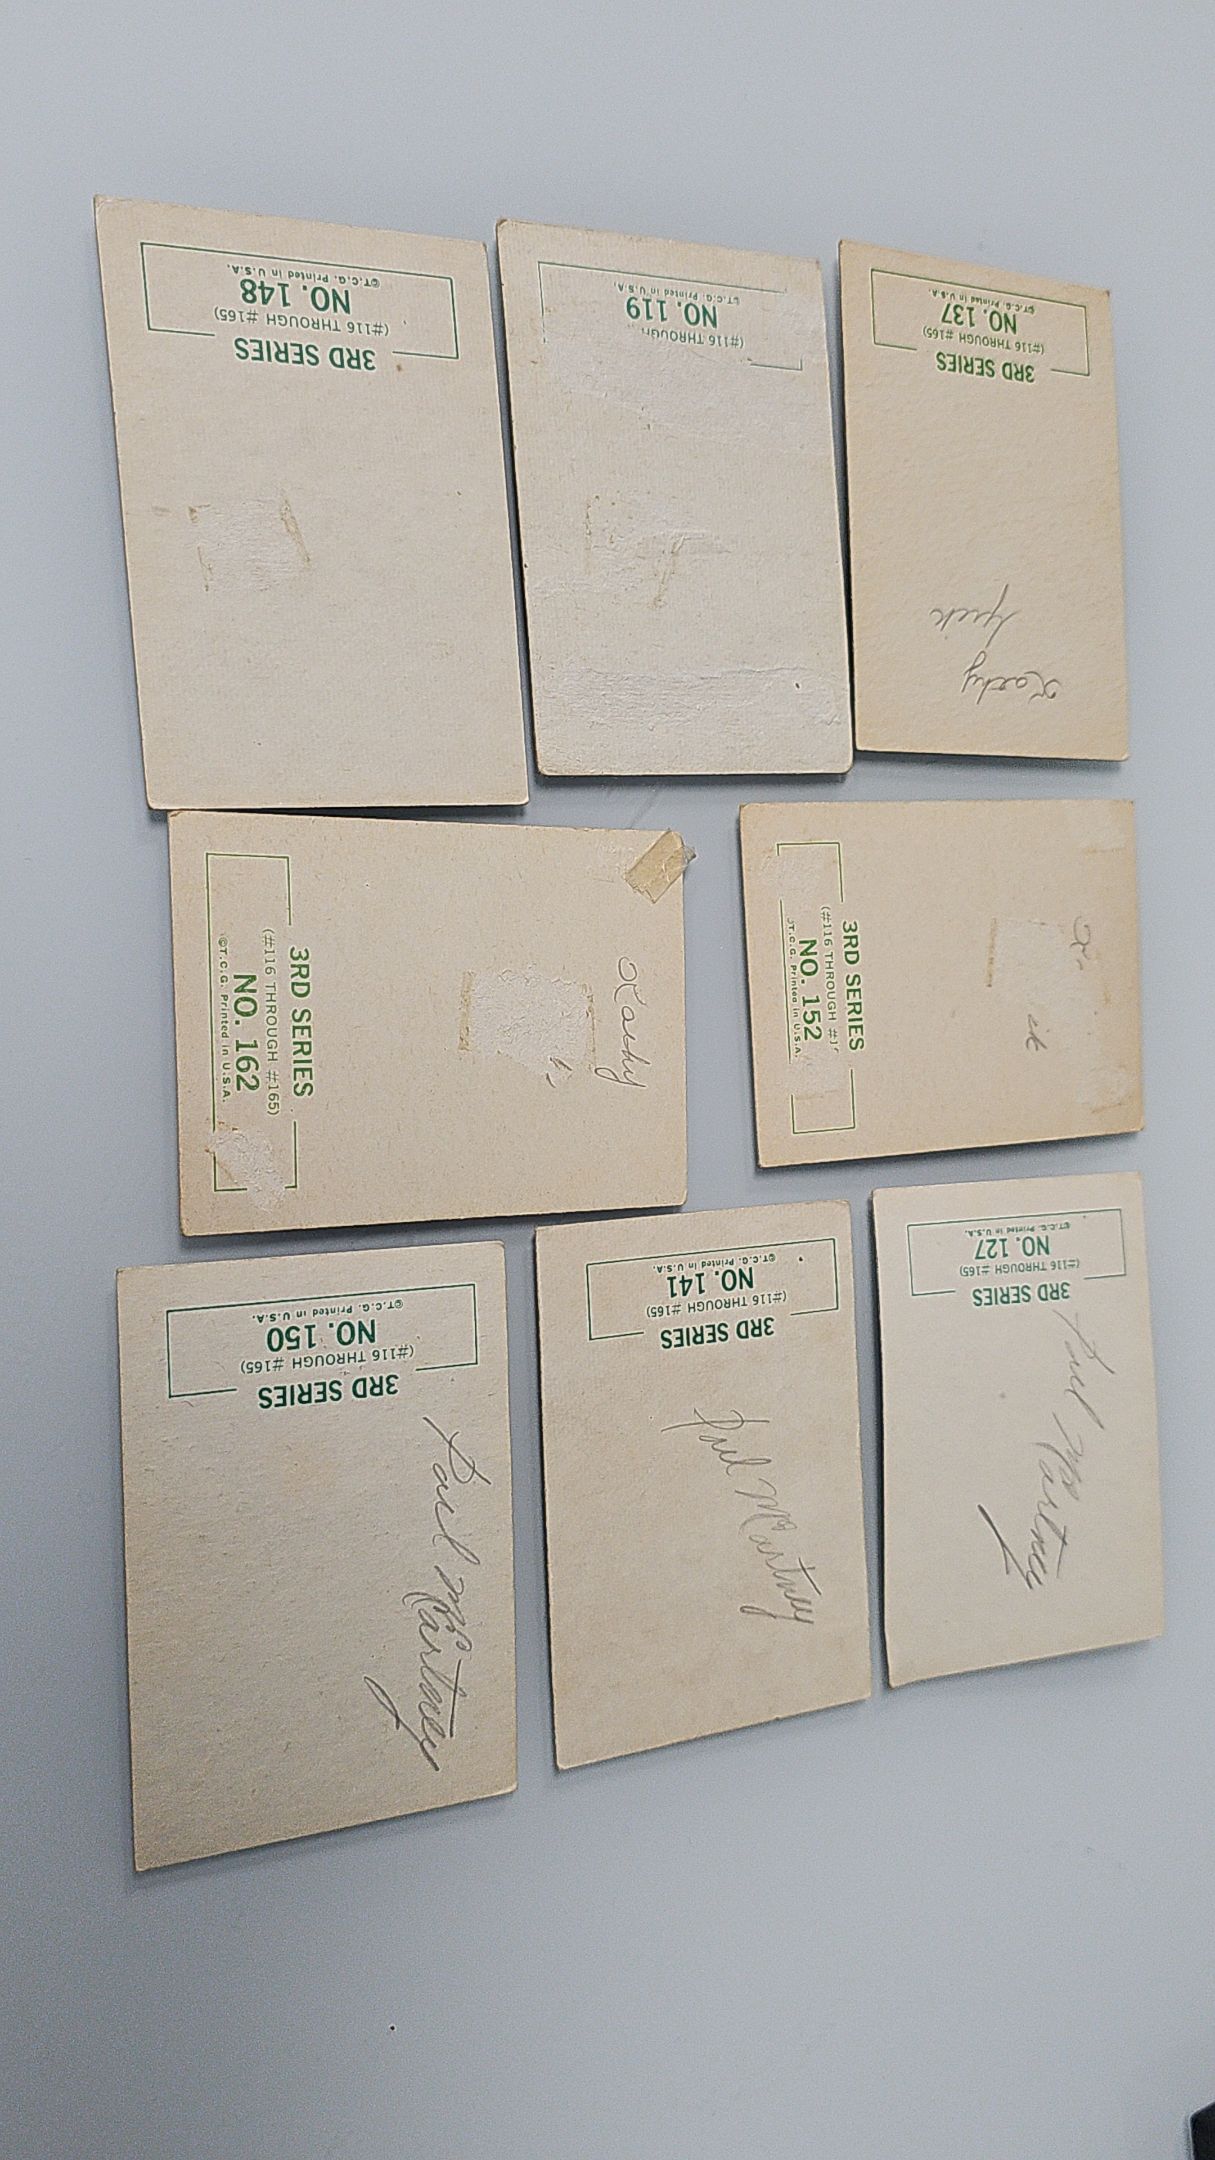 3RD SERIES
(#116 THROUGH #165)
NO. 148
©T.C.G. Printed in U.S.A.
(#116 THROUGH
NO. 119
T.C.G. Printed in U.S.A.
3RD SERIES
(#116 THROUGH #165)
NO. 137
©T.C.G. Printed in U.S.A.
Kathy
3RD SERIES
(#116 THROUGH #165)
NO. 162
©T.C.G. Printed in U.S.A.
Kathy
3RD SERIES
(#116 THROUGH #1
NO. 152
T.C.G. Printed in U.S.A.
ik
3RD SERIES
(#116 THROUGH #165)
NO. 150
©T.C.G. Printed in U.S.A.
Paul McCartney
3RD SERIES
(#116 THROUGH #165)
NO. 141
©T.C.G. Printed in U.S.A.
Paul McCartney
3RD SERIES
(#116 THROUGH #165)
NO. 127
©T.C.G. Printed in U.S.A.
Paul McCartney